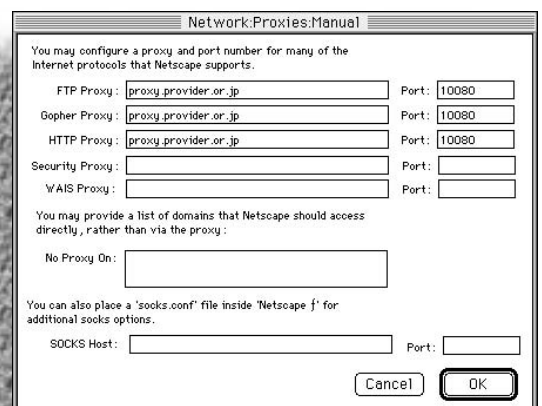 Network:Proxies:Manual
You may configure a proxy and port number for many of the
Internet protocols that Netscape supports.
FTP Proxy: proxy.provider.or.jp Port: 10080
Gopher Proxy: proxy.provider.or.jp Port: 10080
HTTP Proxy: proxy.provider.or.jp Port: 10080
Security Proxy: Port:
WAIS Proxy: Port:
You may provide a list of domains that Netscape should access
directly, rather than via the proxy:
No Proxy On:
You can also place a 'socks.conf' file inside 'Netscape ƒ' for
additional socks options.
SOCKS Host: Port:
Cancel OK